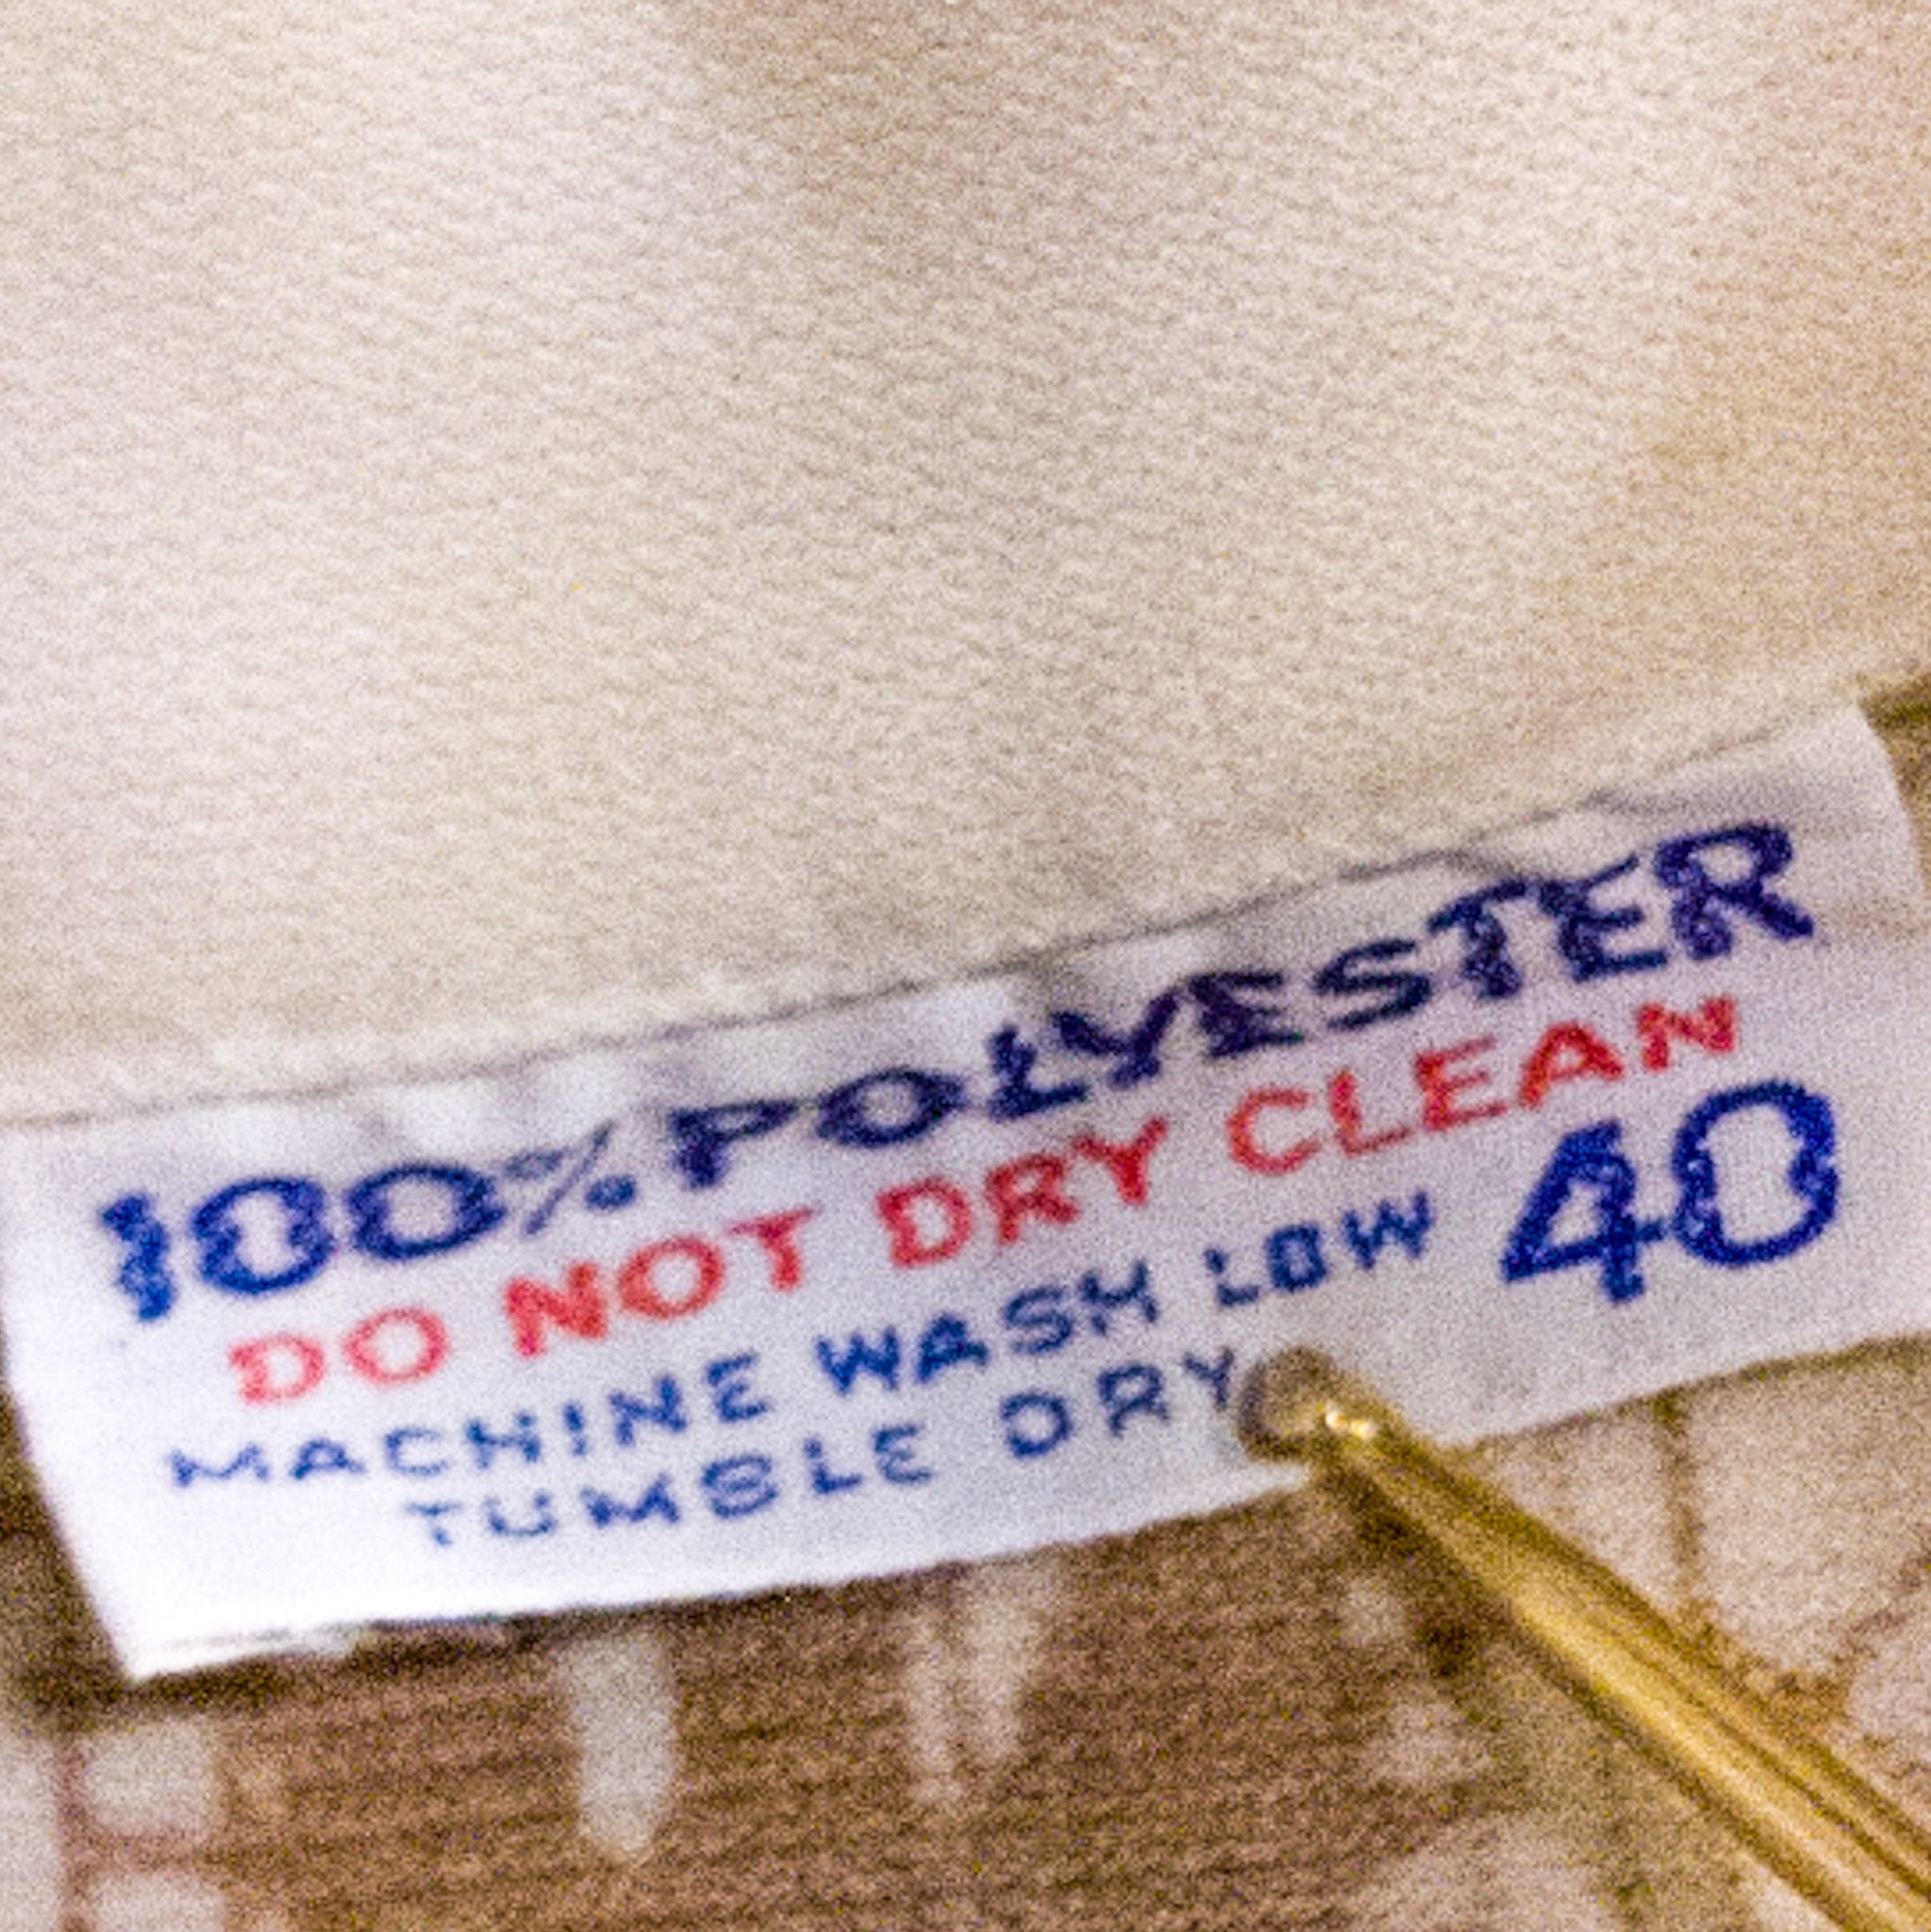 100% POLYESTER
DO NOT DRY CLEAN
MACHINE WASH LOW 40
TUMBLE DRY